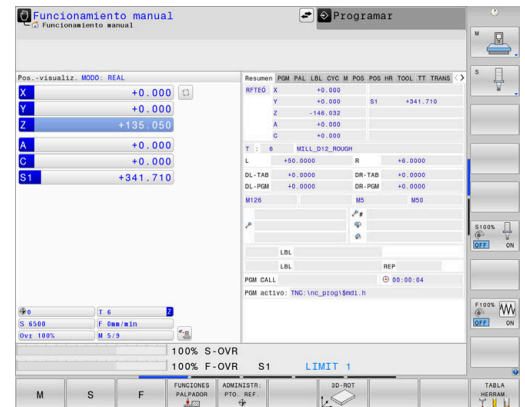 Funcionamiento manual
Funcionamiento manual
Programar
Pos.-visualiz. MODO: REAL
X +0.000
Y +0.000
Z +135.050
A +0.000
C +0.000
S1 +341.710
0 T 6 Z
S 6500 F 0mm/min
Ovr 100% M 5/9
Resumen PGM PAL LBL CYC M POS POS HR TOOL TT TRANS
RFTEÓ X +0.000
Y +0.000 S1 +341.710
Z -146.032
A +0.000
C +0.000
T : 6 MILL_D12_ROUGH
L +50.0000 R +6.0000
DL-TAB +0.0000 DR-TAB +0.0000
DL-PGM +0.0000 DR-PGM +0.0000
M126 M5 M50
LBL
LBL REP
PGM CALL 00:00:04
PGM activo: TNC:\nc_prog\$mdi.h
100% S-OVR
100% F-OVR S1 LIMIT 1
M
S
S100%
OFF ON
F100%
OFF ON
M
S
F
FUNCIONES PALPADOR
ADMINISTR. PTO. REF.
3D-ROT
TABLA HERRAM.